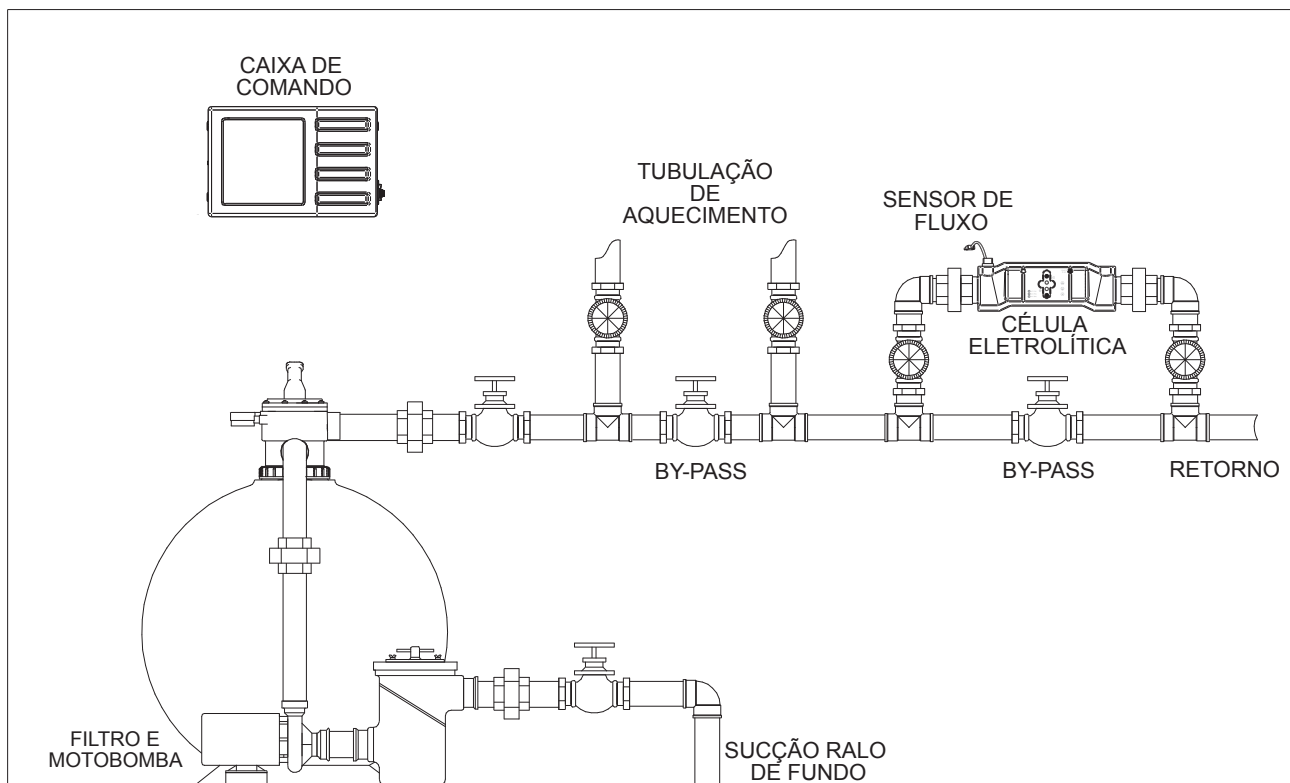 CAIXA DE
COMANDO
TUBULAÇÃO
DE
AQUECIMENTO
SENSOR DE
FLUXO
CÉLULA
ELETROLÍTICA
BY-PASS
BY-PASS
RETORNO
FILTRO E
MOTOBOMBA
SUCÇÃO RALO
DE FUNDO